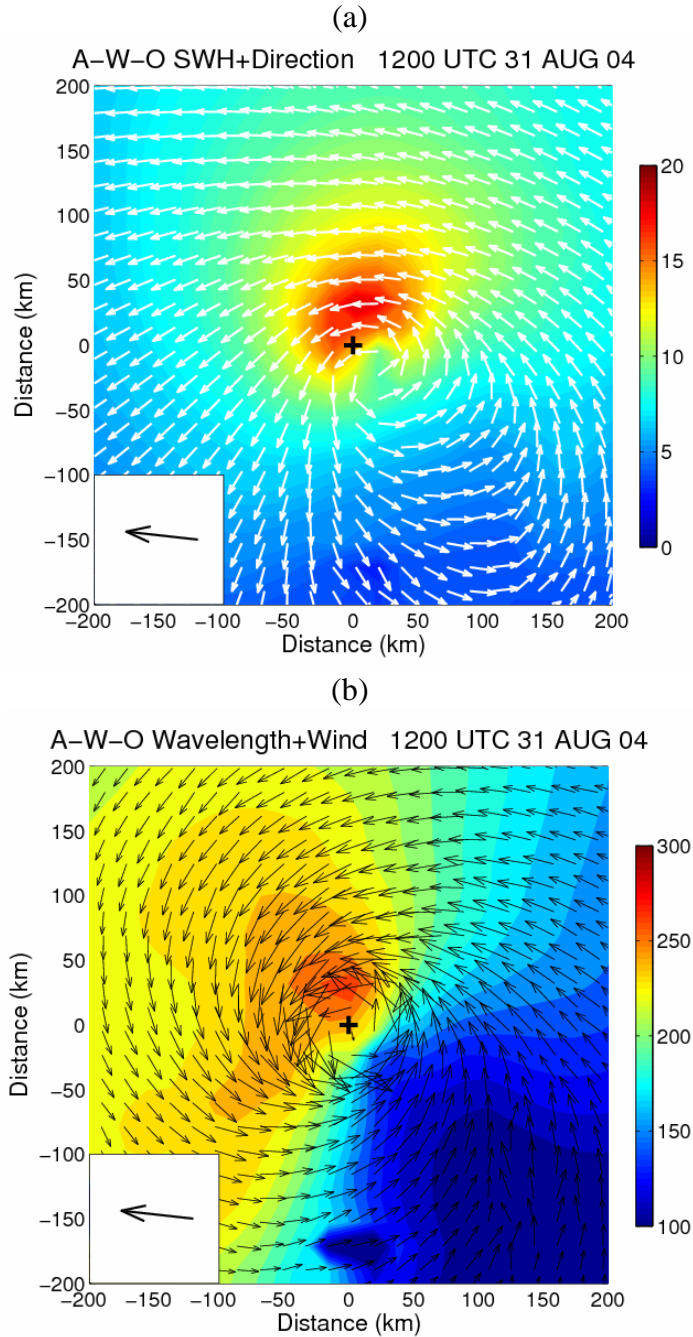 (a)
A–W–O SWH+Direction 1200 UTC 31 AUG 04
200
150
100
50
0
−50
−100
−150
−200
Distance (km)
−200 −150 −100 −50 0 50 100 150 200
Distance (km)
20
15
10
5
0
(b)
A–W–O Wavelength+Wind 1200 UTC 31 AUG 04
200
150
100
50
0
−50
−100
−150
−200
Distance (km)
−200 −150 −100 −50 0 50 100 150 200
Distance (km)
300
250
200
150
100